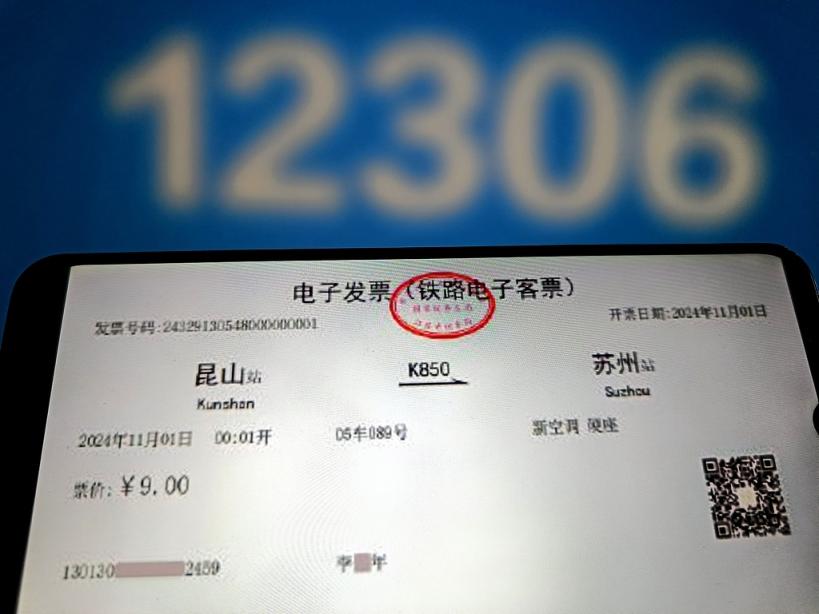 12306
电子发票（铁路电子客票）
发票号码:24329130548000000001
开票日期:2024年11月01日
昆山站
K850
苏州站
Kunshan
Suzhou
2024年11月01日 00:01开 05车089号 新空调 硬座
票价:￥9.00
130130 2459 李 年